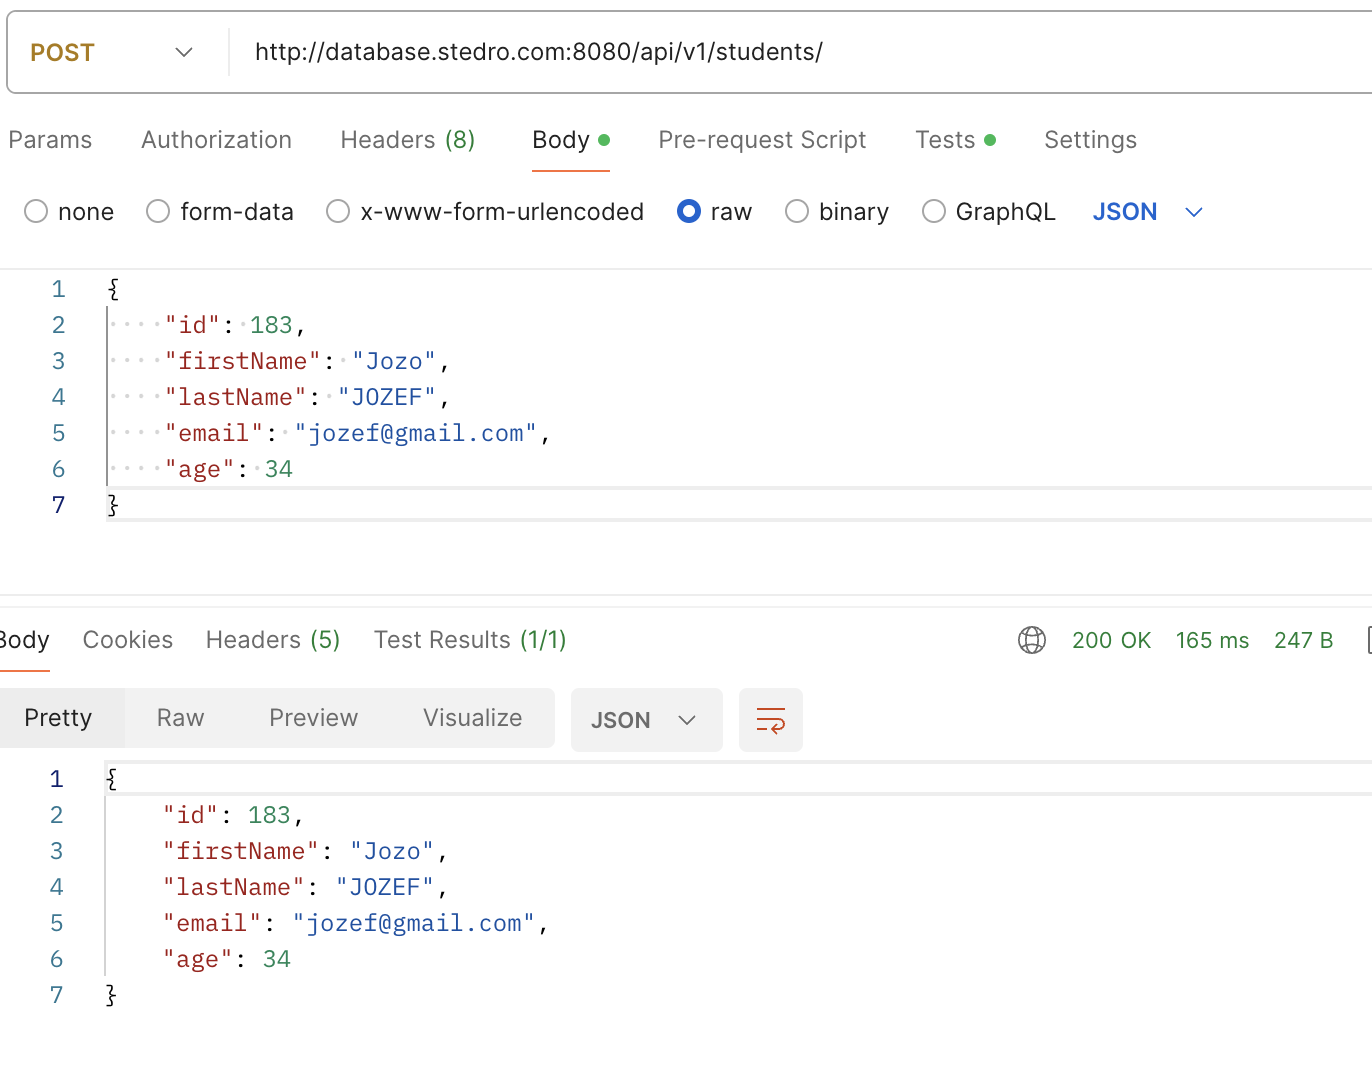 POST http://database.stedro.com:8080/api/v1/students/
Params Authorization Headers (8) Body Pre-request Script Tests Settings
none form-data x-www-form-urlencoded raw binary GraphQL JSON
1 {
2 "id": 183,
3 "firstName": "Jozo",
4 "lastName": "JOZEF",
5 "email": "jozef@gmail.com",
6 "age": 34
7 }
Body Cookies Headers (5) Test Results (1/1) 200 OK 165 ms 247 B
Pretty Raw Preview Visualize JSON
1 {
2 "id": 183,
3 "firstName": "Jozo",
4 "lastName": "JOZEF",
5 "email": "jozef@gmail.com",
6 "age": 34
7 }